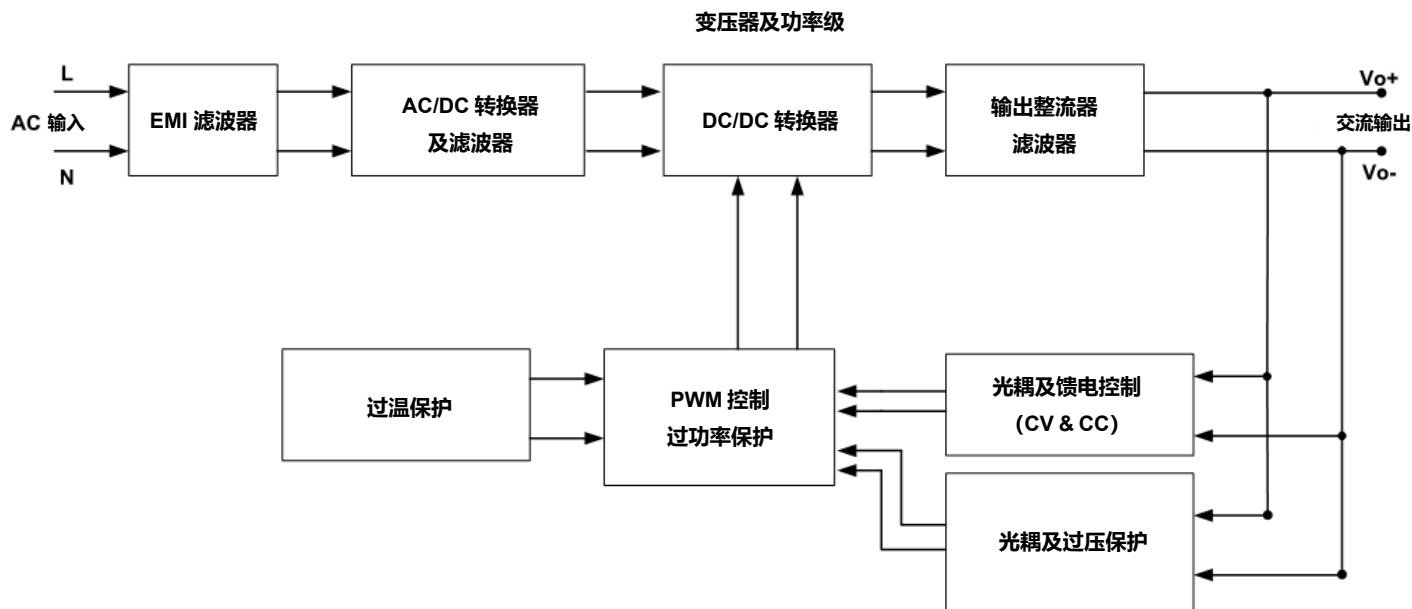 变压器及功率级
L
AC 输入
N
EMI 滤波器
AC/DC 转换器
及滤波器
DC/DC 转换器
输出整流器
滤波器
Vo+
交流输出
Vo-
过温保护
PWM 控制
过功率保护
光耦及馈电控制
（CV & CC）
光耦及过压保护